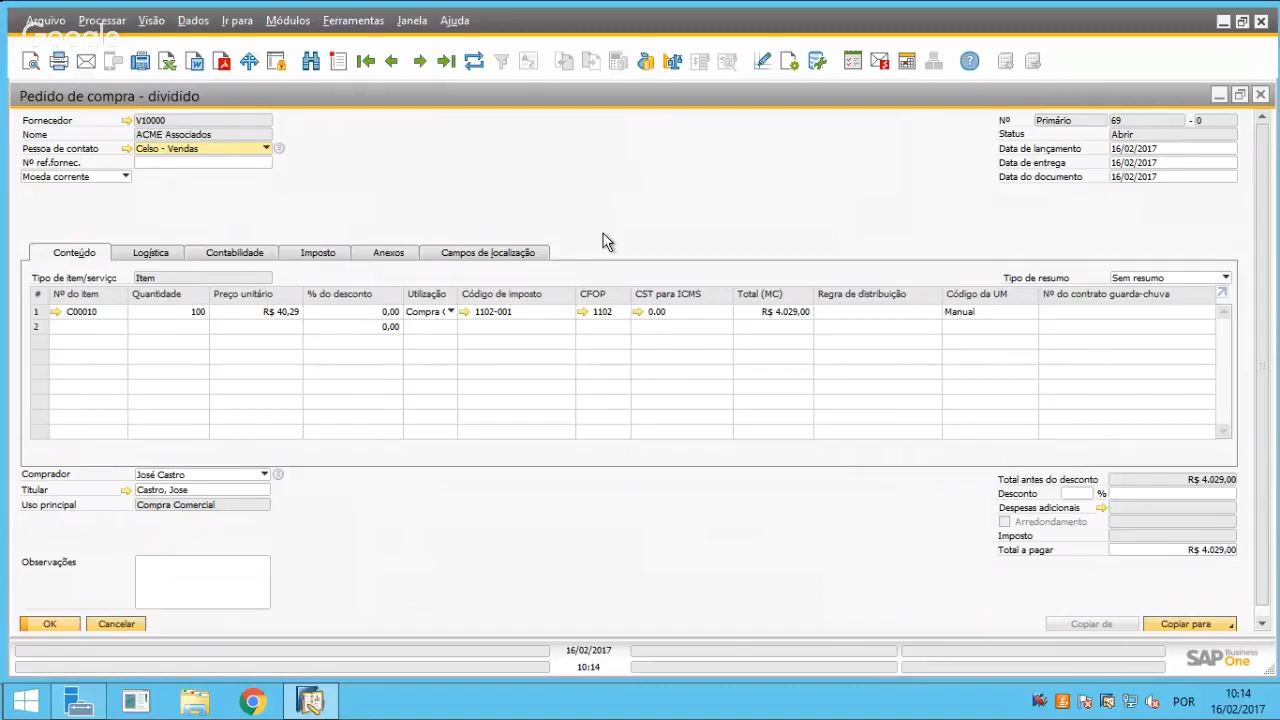 Arquivo Processar Visão Dados Ir para Módulos Ferramentas Janela Ajuda
Google
Pedido de compra - dividido
Fornecedor V10000 Nº Primário 69 - 0
Nome ACME Associados Status Abrir
Pessoa de contato Celso - Vendas Data de lançamento 16/02/2017
Nº ref.fornec. Data de entrega 16/02/2017
Moeda corrente Data do documento 16/02/2017
Conteúdo Logística Contabilidade Imposto Anexos Campos de localização
Tipo de item/serviço Item Tipo de resumo Sem resumo
# Nº do item Quantidade Preço unitário % do desconto Utilização Código de imposto CFOP CST para ICMS Total (MC) Regra de distribuição Código da UM Nº do contrato guarda-chuva
1 C00010 100 R$ 40,29 0,00 Compra ( 1102-001 1102 0.00 R$ 4.029,00 Manual
2 0,00
Comprador José Castro Total antes do desconto R$ 4.029,00
Titular Castro, Jose Desconto %
Uso principal Compra Comercial Despesas adicionais
Arredondamento
Imposto
Total a pagar R$ 4.029,00
Observações
OK Cancelar Copiar de Copiar para
16/02/2017
10:14
SAP Business One
POR 10:14
16/02/2017